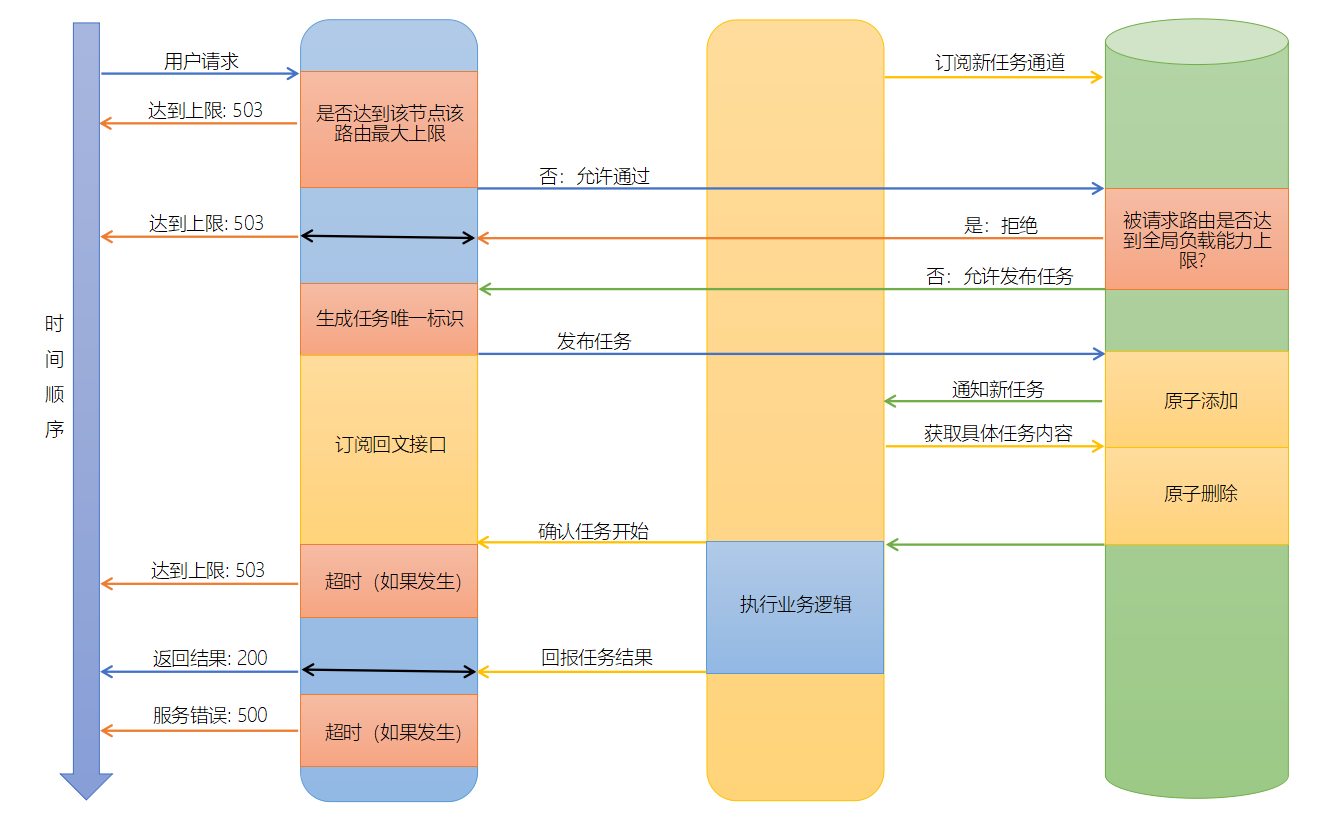 用户请求
订阅新任务通道
达到上限: 503
是否达到该节点该
路由最大上限
否：允许通过
达到上限: 503
是：拒绝
被请求路由是否达
到全局负载能力上
限？
否：允许发布任务
生成任务唯一标识
时
间
顺
序
发布任务
通知新任务
原子添加
获取具体任务内容
订阅回文接口
原子删除
确认任务开始
达到上限: 503
超时（如果发生）
执行业务逻辑
返回结果: 200
回报任务结果
服务错误: 500
超时（如果发生）